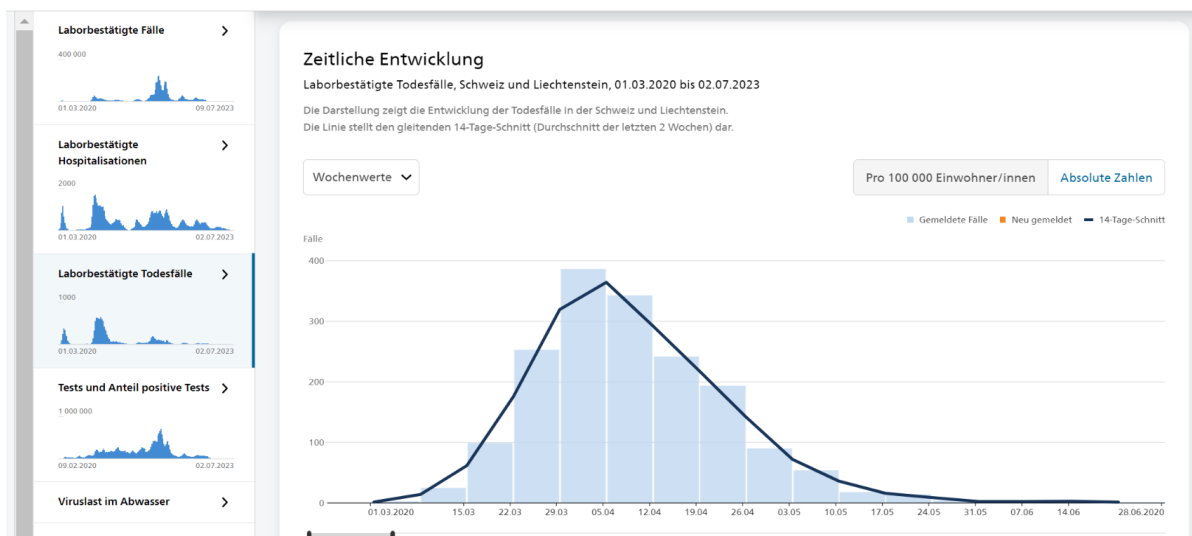 Laborbestätigte Fälle
400 000
01.03.2020 09.07.2023
Laborbestätigte
Hospitalisationen
2000
01.03.2020 02.07.2023
Laborbestätigte Todesfälle
1000
01.03.2020 02.07.2023
Tests und Anteil positive Tests
1 000 000
09.02.2020 02.07.2023
Viruslast im Abwasser
Zeitliche Entwicklung
Laborbestätigte Todesfälle, Schweiz und Liechtenstein, 01.03.2020 bis 02.07.2023
Die Darstellung zeigt die Entwicklung der Todesfälle in der Schweiz und Liechtenstein.
Die Linie stellt den gleitenden 14-Tage-Schnitt (Durchschnitt der letzten 2 Wochen) dar.
Wochenwerte
Pro 100 000 Einwohner/innen Absolute Zahlen
Gemeldete Fälle Neu gemeldet 14-Tage-Schnitt
Fälle
400
300
200
100
0
01.03.2020 15.03 22.03 29.03 05.04 12.04 19.04 26.04 03.05 10.05 17.05 24.05 31.05 07.06 14.06 28.06.2020